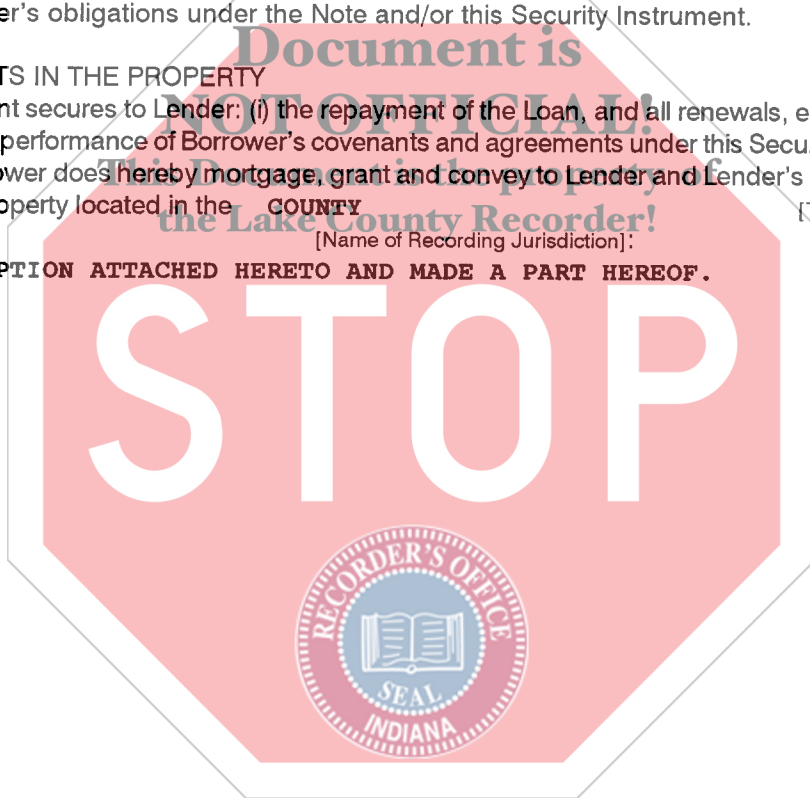 er's obligations under the Note and/or this Security Instrument.
Document is
TS IN THE PROPERTY
nt secures to Lender: (i) the repayment of the Loan, and all renewals, e
NOT OFFICIAL!
performance of Borrower's covenants and agreements under this Secu
This Document is the property of
ower does hereby mortgage, grant and convey to Lender and Lender's
operty located in the COUNTY [T
the Lake County Recorder!
[Name of Recording Jurisdiction]:
PTION ATTACHED HERETO AND MADE A PART HEREOF.
STOP
RECORDER'S OFFICE
SEAL
INDIANA